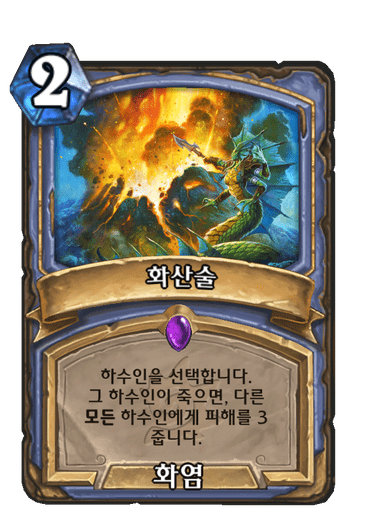 2
화산술
하수인을 선택합니다.
그 하수인이 죽으면, 다른
모든 하수인에게 피해를 3
줍니다.
화염